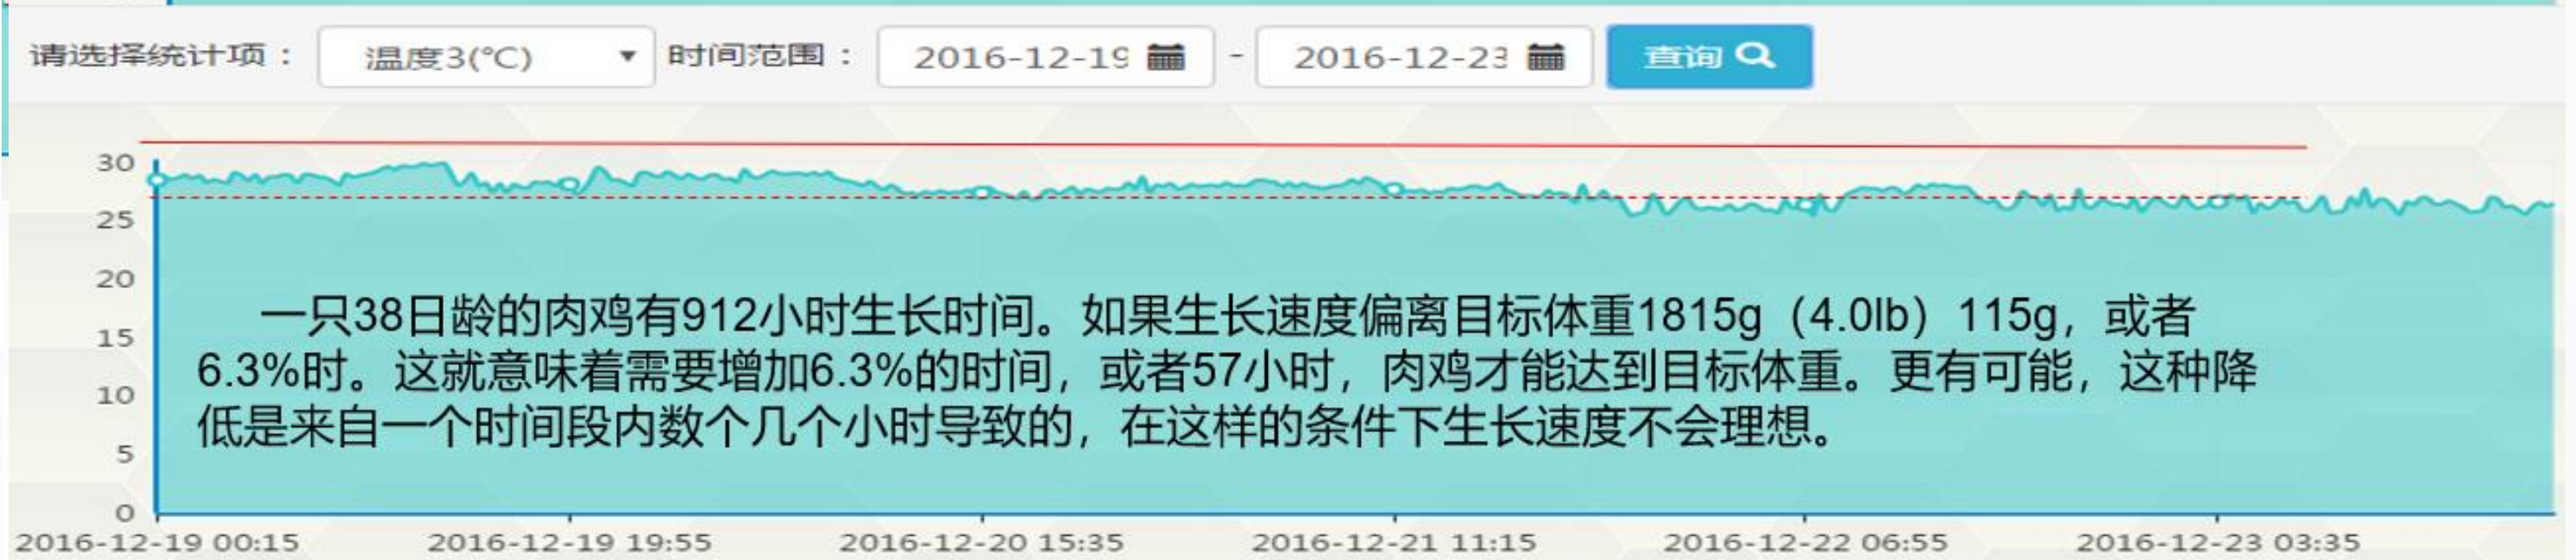 请选择统计项： 温度3(℃) 时间范围： 2016-12-19 - 2016-12-23 查询
30
25
20
15
10
5
0
一只38日龄的肉鸡有912小时生长时间。如果生长速度偏离目标体重1815g（4.0lb）115g，或者
6.3%时。这就意味着需要增加6.3%的时间，或者57小时，肉鸡才能达到目标体重。更有可能，这种降
低是来自一个时间段内数个几个小时导致的，在这样的条件下生长速度不会理想。
2016-12-19 00:15 2016-12-19 19:55 2016-12-20 15:35 2016-12-21 11:15 2016-12-22 06:55 2016-12-23 03:35